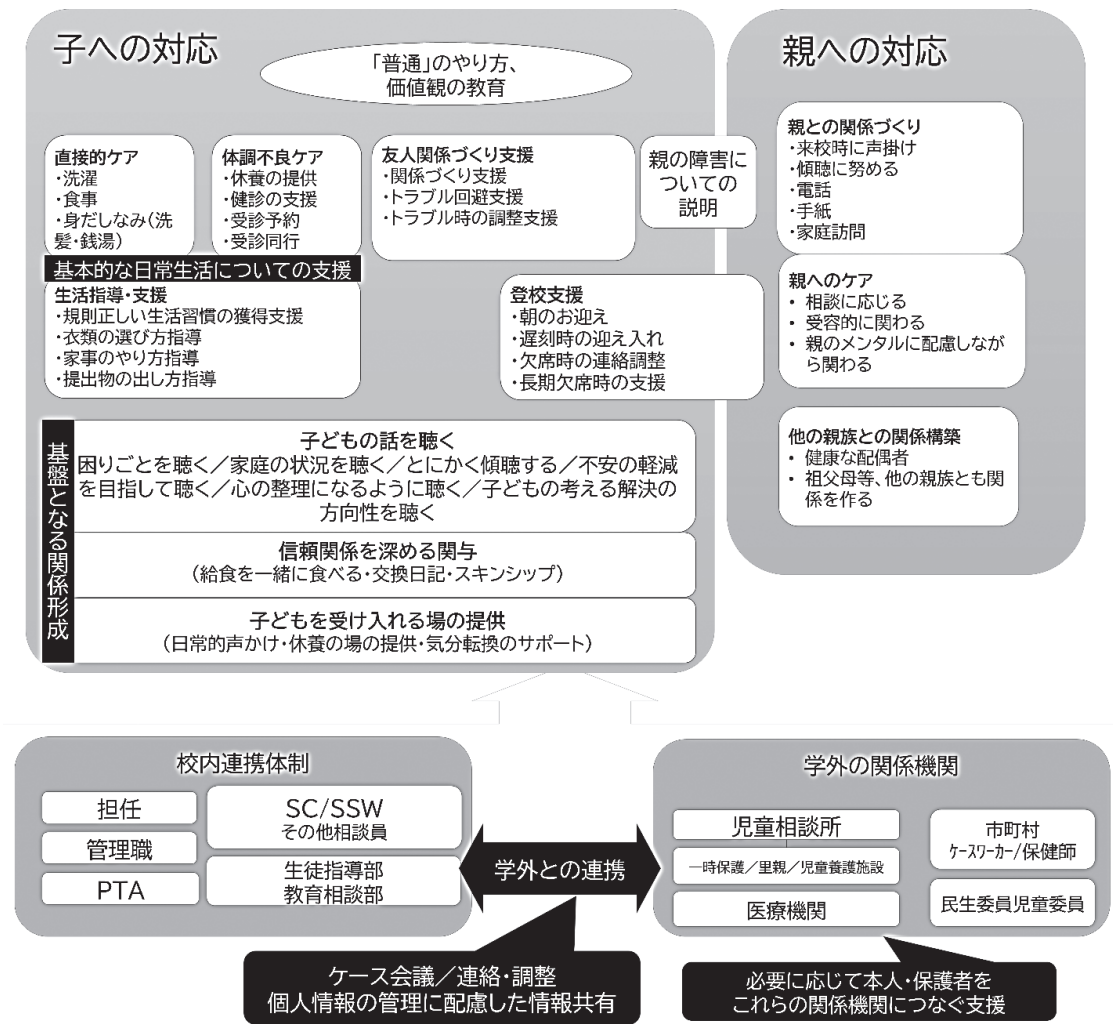 子への対応
「普通」のやり方、
価値観の教育
直接的ケア
・洗濯
・食事
・身だしなみ(洗
髪・銭湯)
体調不良ケア
・休養の提供
・健診の支援
・受診予約
・受診同行
友人関係づくり支援
・関係づくり支援
・トラブル回避支援
・トラブル時の調整支援
親の障害に
ついての
説明
基本的な日常生活についての支援
生活指導・支援
・規則正しい生活習慣の獲得支援
・衣類の選び方指導
・家事のやり方指導
・提出物の出し方指導
登校支援
・朝のお迎え
・遅刻時の迎え入れ
・欠席時の連絡調整
・長期欠席時の支援
基盤となる関係形成
子どもの話を聴く
困りごとを聴く／家庭の状況を聴く／とにかく傾聴する／不安の軽減
を目指して聴く／心の整理になるように聴く／子どもの考える解決の
方向性を聴く
信頼関係を深める関与
(給食を一緒に食べる・交換日記・スキンシップ)
子どもを受け入れる場の提供
(日常的声かけ・休養の場の提供・気分転換のサポート)
親への対応
親との関係づくり
・来校時に声掛け
・傾聴に努める
・電話
・手紙
・家庭訪問
親へのケア
• 相談に応じる
• 受容的に関わる
• 親のメンタルに配慮しなが
ら関わる
他の親族との関係構築
• 健康な配偶者
• 祖父母等、他の親族とも関
係を作る
校内連携体制
担任
管理職
PTA
SC/SSW
その他相談員
生徒指導部
教育相談部
学外との連携
ケース会議／連絡・調整
個人情報の管理に配慮した情報共有
学外の関係機関
児童相談所
一時保護／里親／児童養護施設
医療機関
市町村
ｹｰｽﾜｰｶｰ/保健師
民生委員児童委員
必要に応じて本人・保護者を
これらの関係機関につなぐ支援